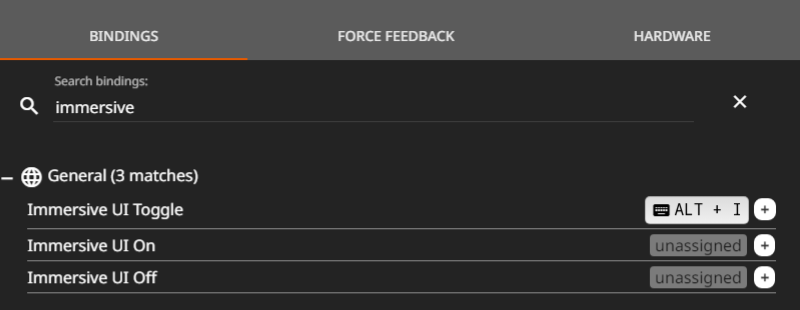 BINDINGS FORCE FEEDBACK HARDWARE
Search bindings:
immersive
General (3 matches)
Immersive UI Toggle ALT + I
Immersive UI On unassigned
Immersive UI Off unassigned